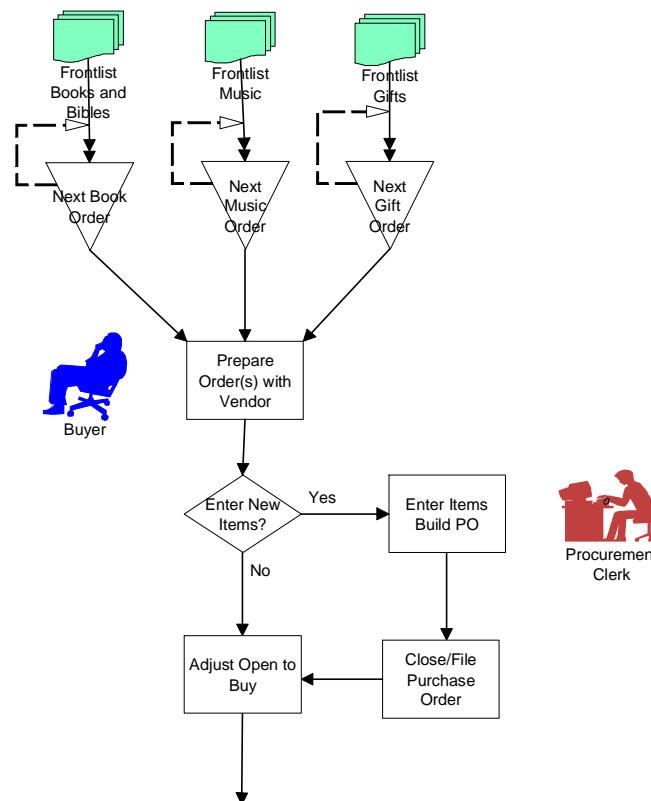 Frontlist
Books and
Bibles
Frontlist
Music
Frontlist
Gifts
Next Book
Order
Next
Music
Order
Next
Gift
Order
Prepare
Order(s) with
Vendor
Buyer
Enter New
Items?
Yes
Enter Items
Build PO
Procuremen
Clerk
No
Adjust Open to
Buy
Close/File
Purchase
Order